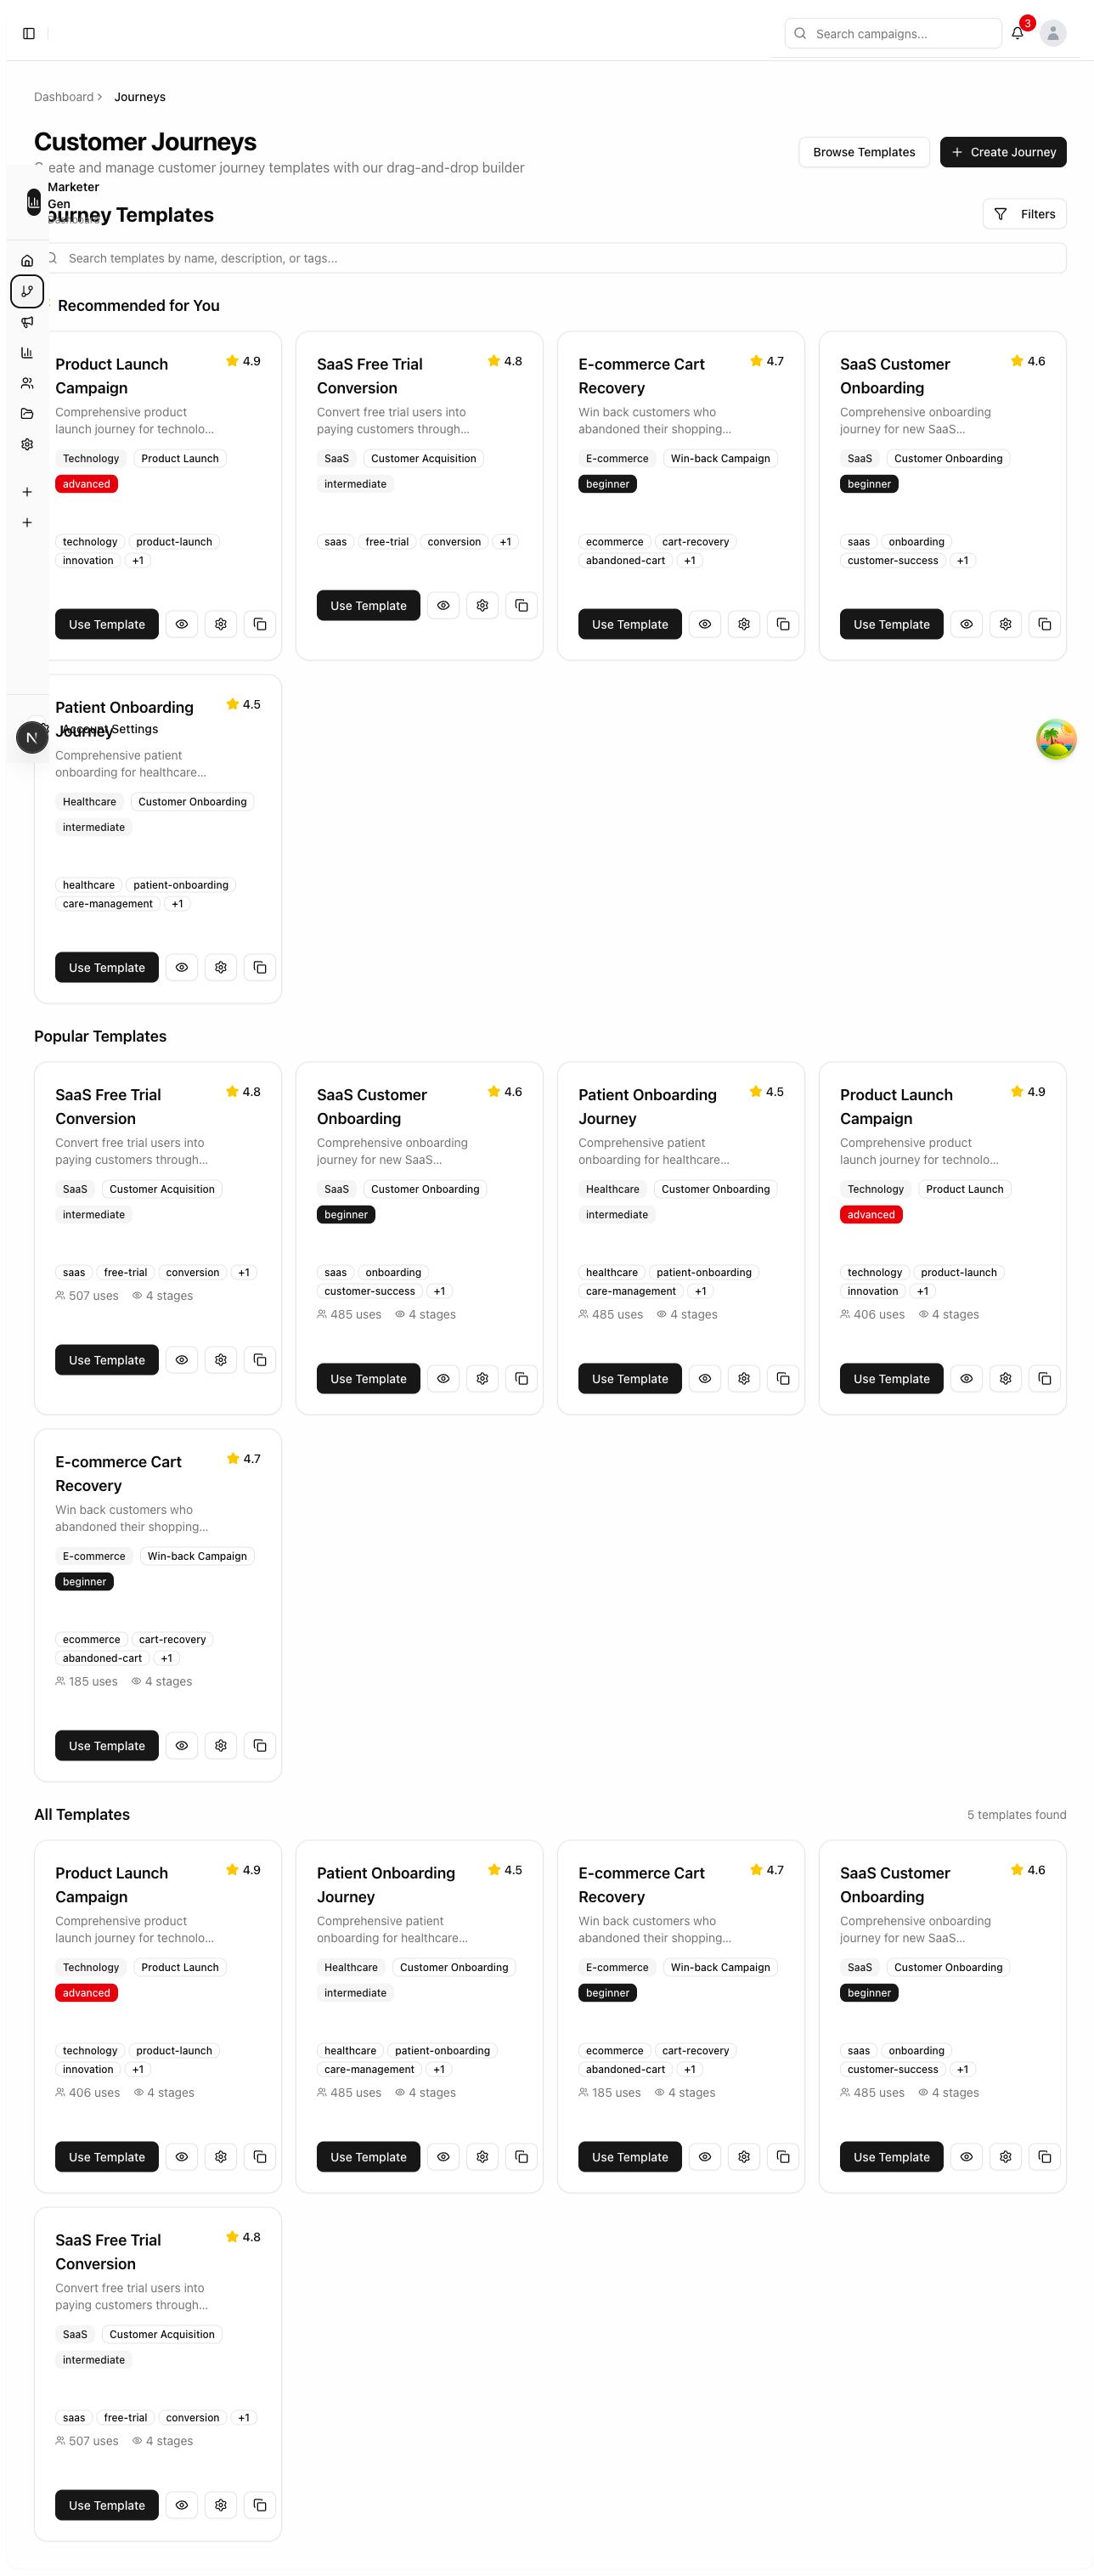 Search campaigns...
3
Dashboard
Journeys
Customer Journeys
eate and manage customer journey templates with our drag-and-drop builder
Browse Templates
Create Journey
Marketer
Gen
ourney Templates
Filters
Search templates by name, description, or tags...
Recommended for You
Product Launch
Campaign
4.9
Comprehensive product
launch journey for technolo...
Technology
Product Launch
advanced
technology
product-launch
innovation
+1
Use Template
SaaS Free Trial
Conversion
4.8
Convert free trial users into
paying customers through...
SaaS
Customer Acquisition
intermediate
saas
free-trial
conversion
+1
Use Template
E-commerce Cart
Recovery
4.7
Win back customers who
abandoned their shopping...
E-commerce
Win-back Campaign
beginner
ecommerce
cart-recovery
abandoned-cart
+1
Use Template
SaaS Customer
Onboarding
4.6
Comprehensive onboarding
journey for new SaaS...
SaaS
Customer Onboarding
beginner
saas
onboarding
customer-success
+1
Use Template
Patient Onboarding
Journey
4.5
Account Settings
N
Comprehensive patient
onboarding for healthcare...
Healthcare
Customer Onboarding
intermediate
healthcare
patient-onboarding
care-management
+1
Use Template
Popular Templates
SaaS Free Trial
Conversion
4.8
Convert free trial users into
paying customers through...
SaaS
Customer Acquisition
intermediate
saas
free-trial
conversion
+1
507 uses
4 stages
Use Template
SaaS Customer
Onboarding
4.6
Comprehensive onboarding
journey for new SaaS...
SaaS
Customer Onboarding
beginner
saas
onboarding
customer-success
+1
485 uses
4 stages
Use Template
Patient Onboarding
Journey
4.5
Comprehensive patient
onboarding for healthcare...
Healthcare
Customer Onboarding
intermediate
healthcare
patient-onboarding
care-management
+1
485 uses
4 stages
Use Template
Product Launch
Campaign
4.9
Comprehensive product
launch journey for technolo...
Technology
Product Launch
advanced
technology
product-launch
innovation
+1
406 uses
4 stages
Use Template
E-commerce Cart
Recovery
4.7
Win back customers who
abandoned their shopping...
E-commerce
Win-back Campaign
beginner
ecommerce
cart-recovery
abandoned-cart
+1
185 uses
4 stages
Use Template
All Templates
5 templates found
Product Launch
Campaign
4.9
Comprehensive product
launch journey for technolo...
Technology
Product Launch
advanced
technology
product-launch
innovation
+1
406 uses
4 stages
Use Template
Patient Onboarding
Journey
4.5
Comprehensive patient
onboarding for healthcare...
Healthcare
Customer Onboarding
intermediate
healthcare
patient-onboarding
care-management
+1
485 uses
4 stages
Use Template
E-commerce Cart
Recovery
4.7
Win back customers who
abandoned their shopping...
E-commerce
Win-back Campaign
beginner
ecommerce
cart-recovery
abandoned-cart
+1
185 uses
4 stages
Use Template
SaaS Customer
Onboarding
4.6
Comprehensive onboarding
journey for new SaaS...
SaaS
Customer Onboarding
beginner
saas
onboarding
customer-success
+1
485 uses
4 stages
Use Template
SaaS Free Trial
Conversion
4.8
Convert free trial users into
paying customers through...
SaaS
Customer Acquisition
intermediate
saas
free-trial
conversion
+1
507 uses
4 stages
Use Template